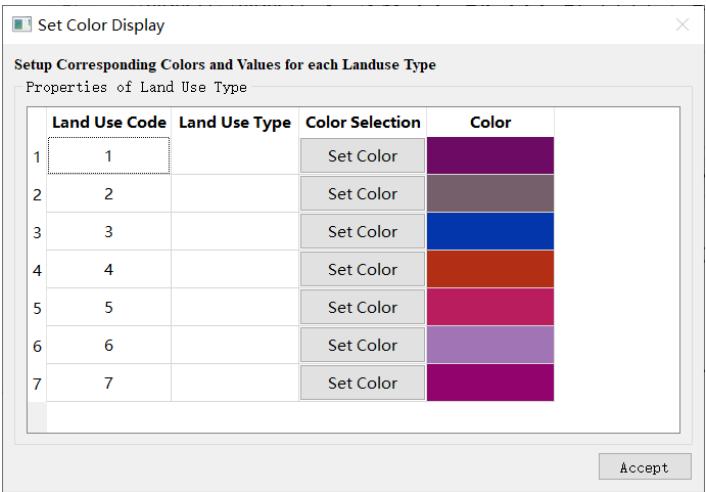 Set Color Display
Setup Corresponding Colors and Values for each Landuse Type
Properties of Land Use Type
Land Use Code Land Use Type Color Selection Color
1 1 Set Color
2 2 Set Color
3 3 Set Color
4 4 Set Color
5 5 Set Color
6 6 Set Color
7 7 Set Color
Accept